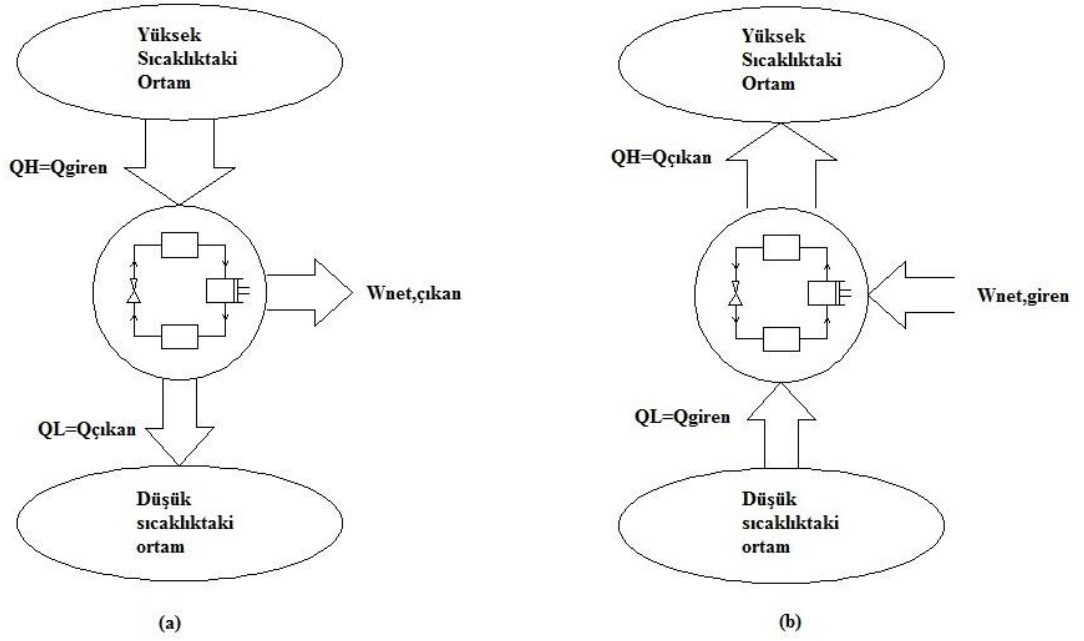 Yüksek
Sıcaklıktaki
Ortam
QH=Qgiren
Wnet,çıkan
QL=Qçıkan
Düşük
sıcaklıktaki
ortam
(a)
Yüksek
Sıcaklıktaki
Ortam
QH=Qçıkan
Wnet,giren
QL=Qgiren
Düşük
sıcaklıktaki
ortam
(b)